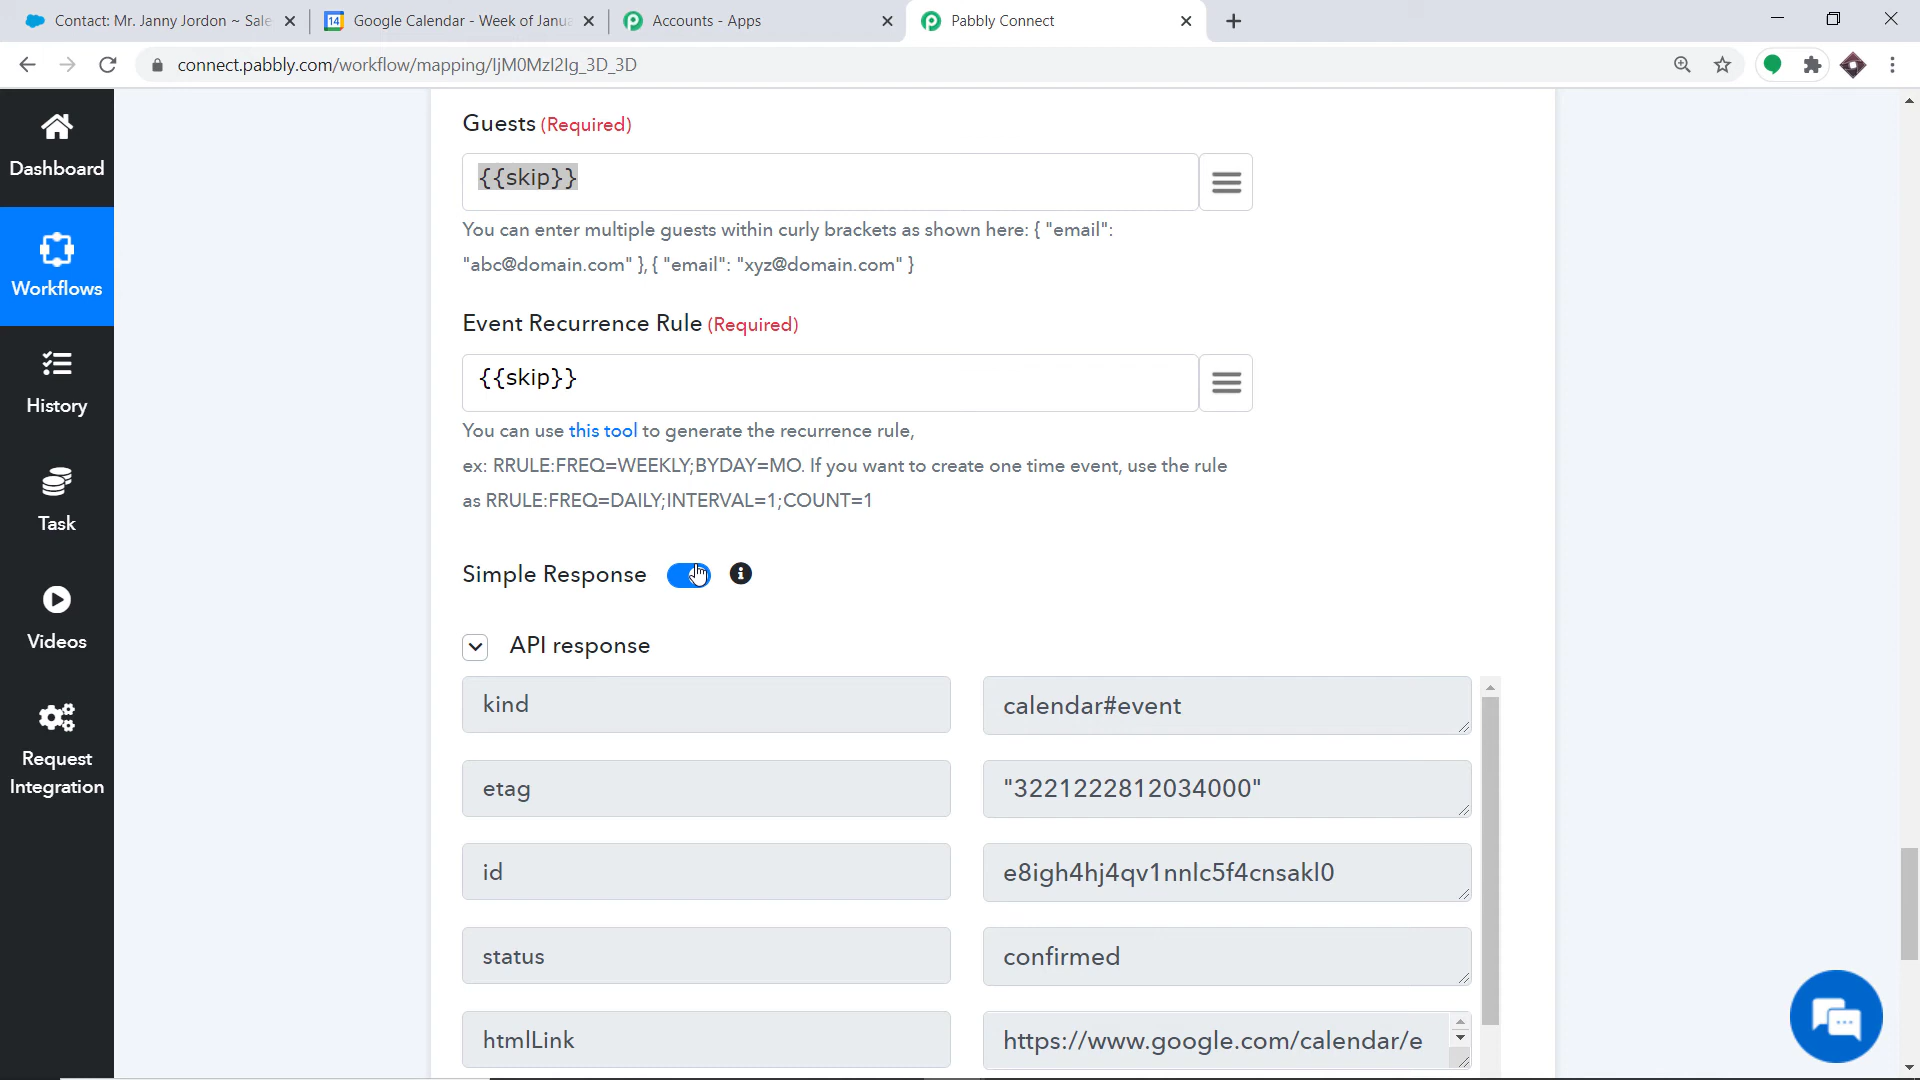 Contact: Mr. Janny Jordon ~ Sale
14
Google Calendar - Week of Janua
Accounts - Apps
Pabbly Connect
connect.pabbly.com/workflow/mapping/IjM0MzI2Ig_3D_3D
Dashboard
Workflows
History
Task
Videos
Request
Integration
Guests (Required)
{{skip}}
You can enter multiple guests within curly brackets as shown here: { "email":
"abc@domain.com" }, { "email": "xyz@domain.com" }
Event Recurrence Rule (Required)
{{skip}}
You can use this tool to generate the recurrence rule,
ex: RRULE:FREQ=WEEKLY;BYDAY=MO. If you want to create one time event, use the rule
as RRULE:FREQ=DAILY;INTERVAL=1;COUNT=1
Simple Response
API response
kind
calendar#event
etag
"3221222812034000"
id
e8igh4hj4qv1nnlc5f4cnsakl0
status
confirmed
htmlLink
https://www.google.com/calendar/e